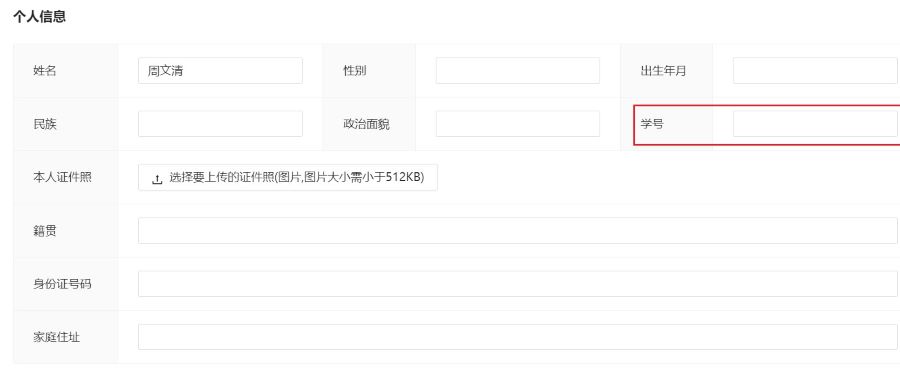 个人信息
姓名 周文清 性别 出生年月
民族 政治面貌 学号
本人证件照 选择要上传的证件照(图片,图片大小需小于512KB)
籍贯
身份证号码
家庭住址